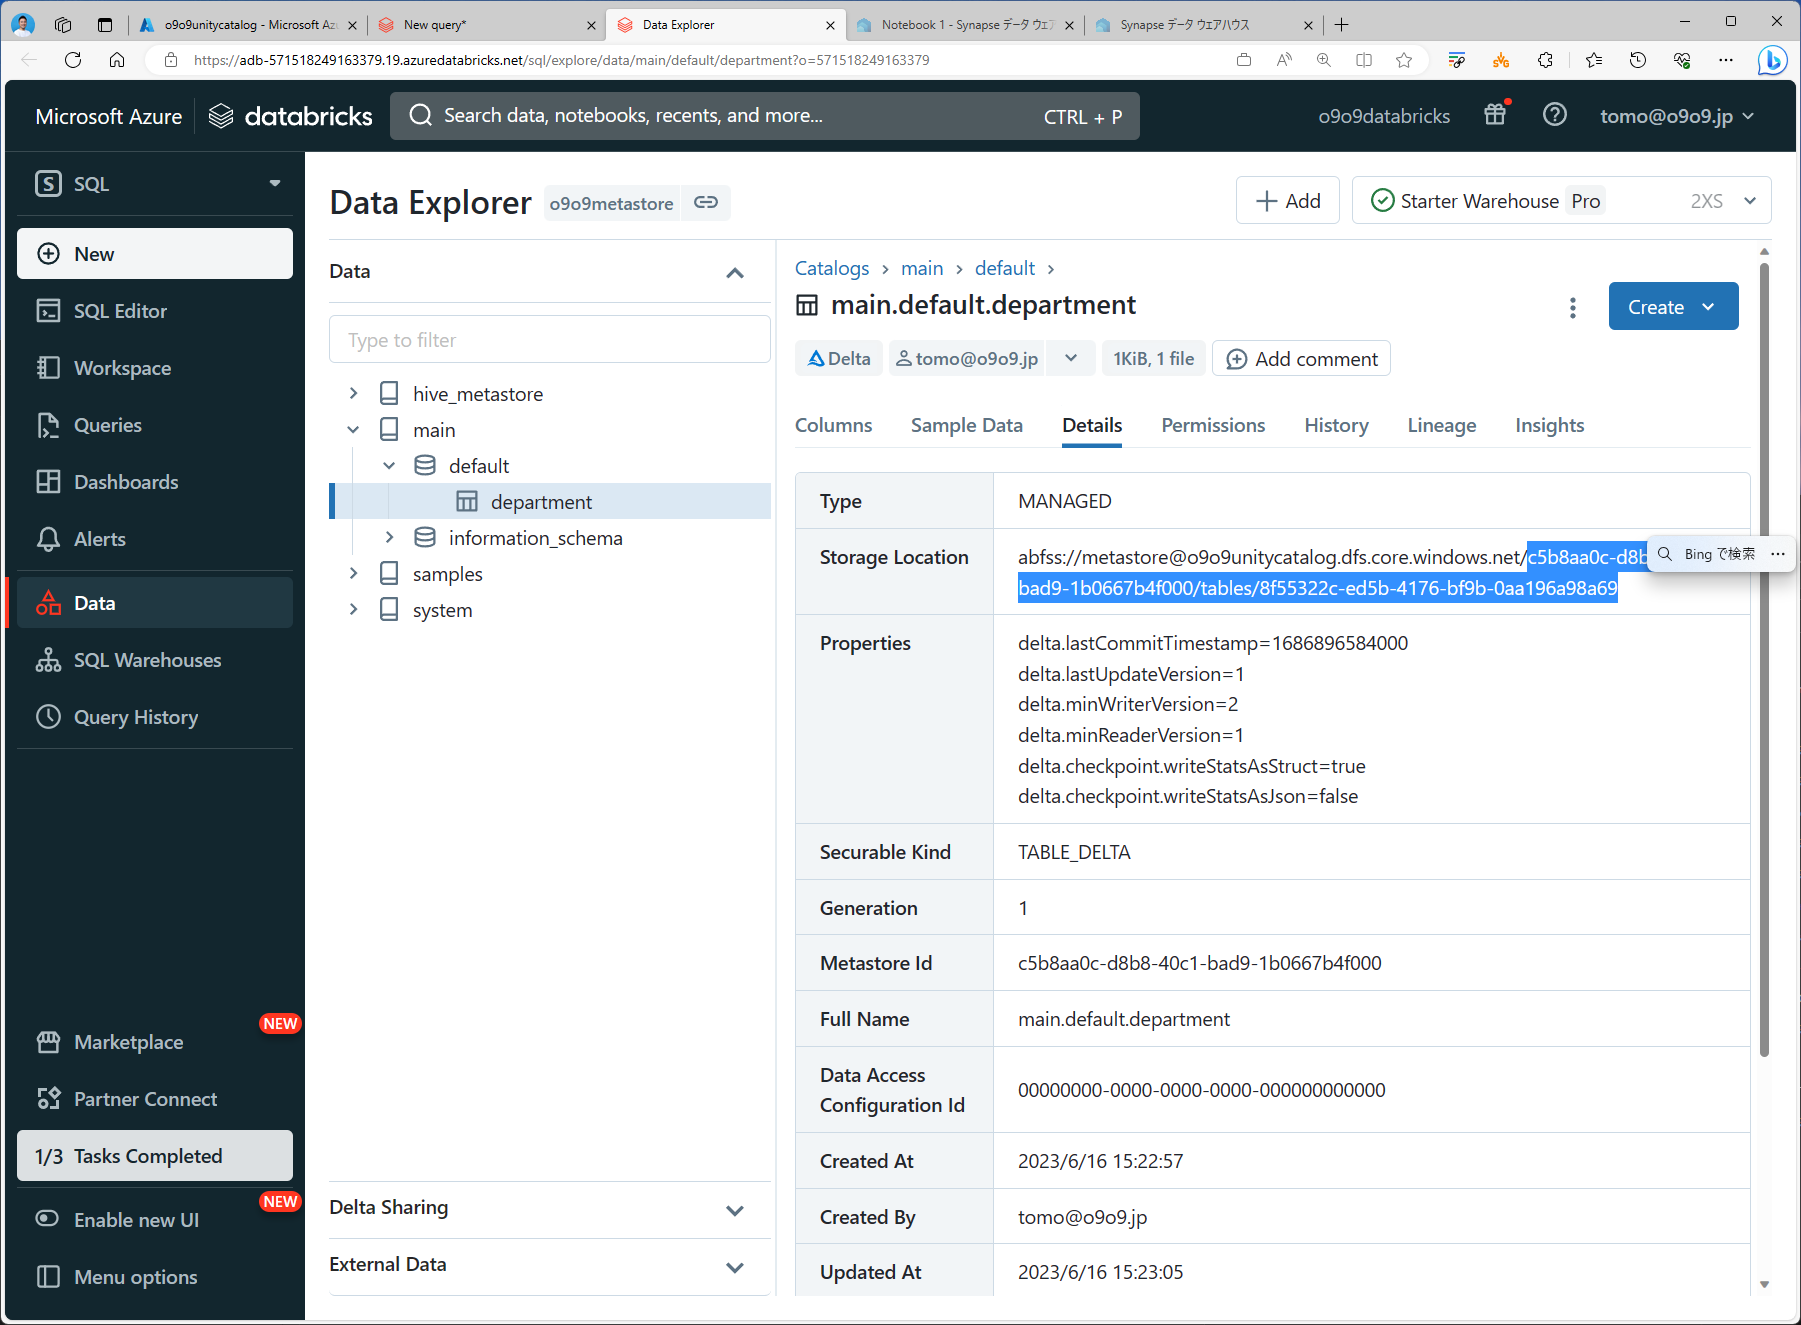 o9o9unitycatalog - Microsoft Az
New query*
Data Explorer
Notebook 1 - Synapse データ ウェア
Synapse データ ウェアハウス
https://adb-571518249163379.19.azuredatabricks.net/sql/explore/data/main/default/department?o=571518249163379
Microsoft Azure
databricks
Search data, notebooks, recents, and more...
CTRL + P
o9o9databricks
tomo@o9o9.jp
SQL
New
SQL Editor
Workspace
Queries
Dashboards
Alerts
Data
SQL Warehouses
Query History
NEW
Marketplace
Partner Connect
1/3 Tasks Completed
NEW
Enable new UI
Menu options
Data Explorer
o9o9metastore
Add
Starter Warehouse
Pro
2XS
Data
Type to filter
hive_metastore
main
default
department
information_schema
samples
system
Delta Sharing
External Data
Catalogs > main > default >
main.default.department
Create
Delta
tomo@o9o9.jp
1KiB, 1 file
Add comment
Columns
Sample Data
Details
Permissions
History
Lineage
Insights
Type
MANAGED
Storage Location
abfss://metastore@o9o9unitycatalog.dfs.core.windows.net/c5b8aa0c-d8b
bad9-1b0667b4f000/tables/8f55322c-ed5b-4176-bf9b-0aa196a98a69
Bing で検索
Properties
delta.lastCommitTimestamp=1686896584000
delta.lastUpdateVersion=1
delta.minWriterVersion=2
delta.minReaderVersion=1
delta.checkpoint.writeStatsAsStruct=true
delta.checkpoint.writeStatsAsJson=false
Securable Kind
TABLE_DELTA
Generation
1
Metastore Id
c5b8aa0c-d8b8-40c1-bad9-1b0667b4f000
Full Name
main.default.department
Data Access
Configuration Id
00000000-0000-0000-0000-000000000000
Created At
2023/6/16 15:22:57
Created By
tomo@o9o9.jp
Updated At
2023/6/16 15:23:05